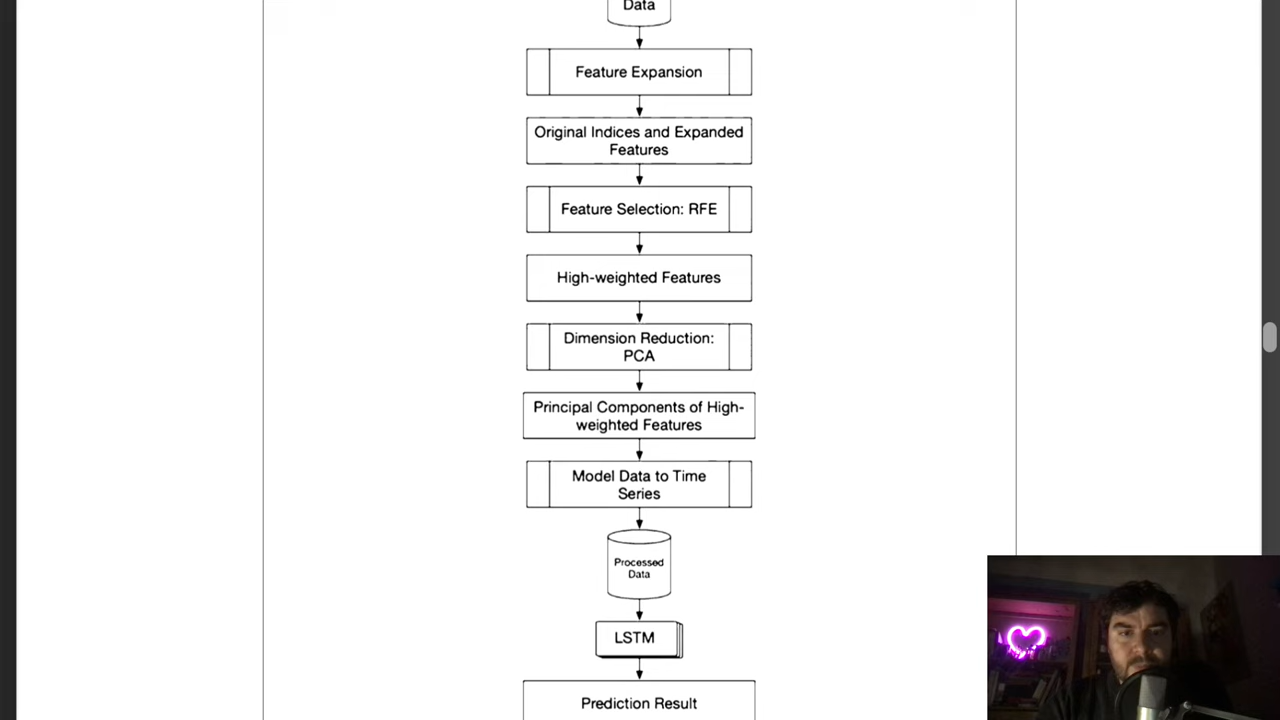 Data
Feature Expansion
Original Indices and Expanded
Features
Feature Selection: RFE
High-weighted Features
Dimension Reduction:
PCA
Principal Components of High-
weighted Features
Model Data to Time
Series
Processed
Data
LSTM
Prediction Result